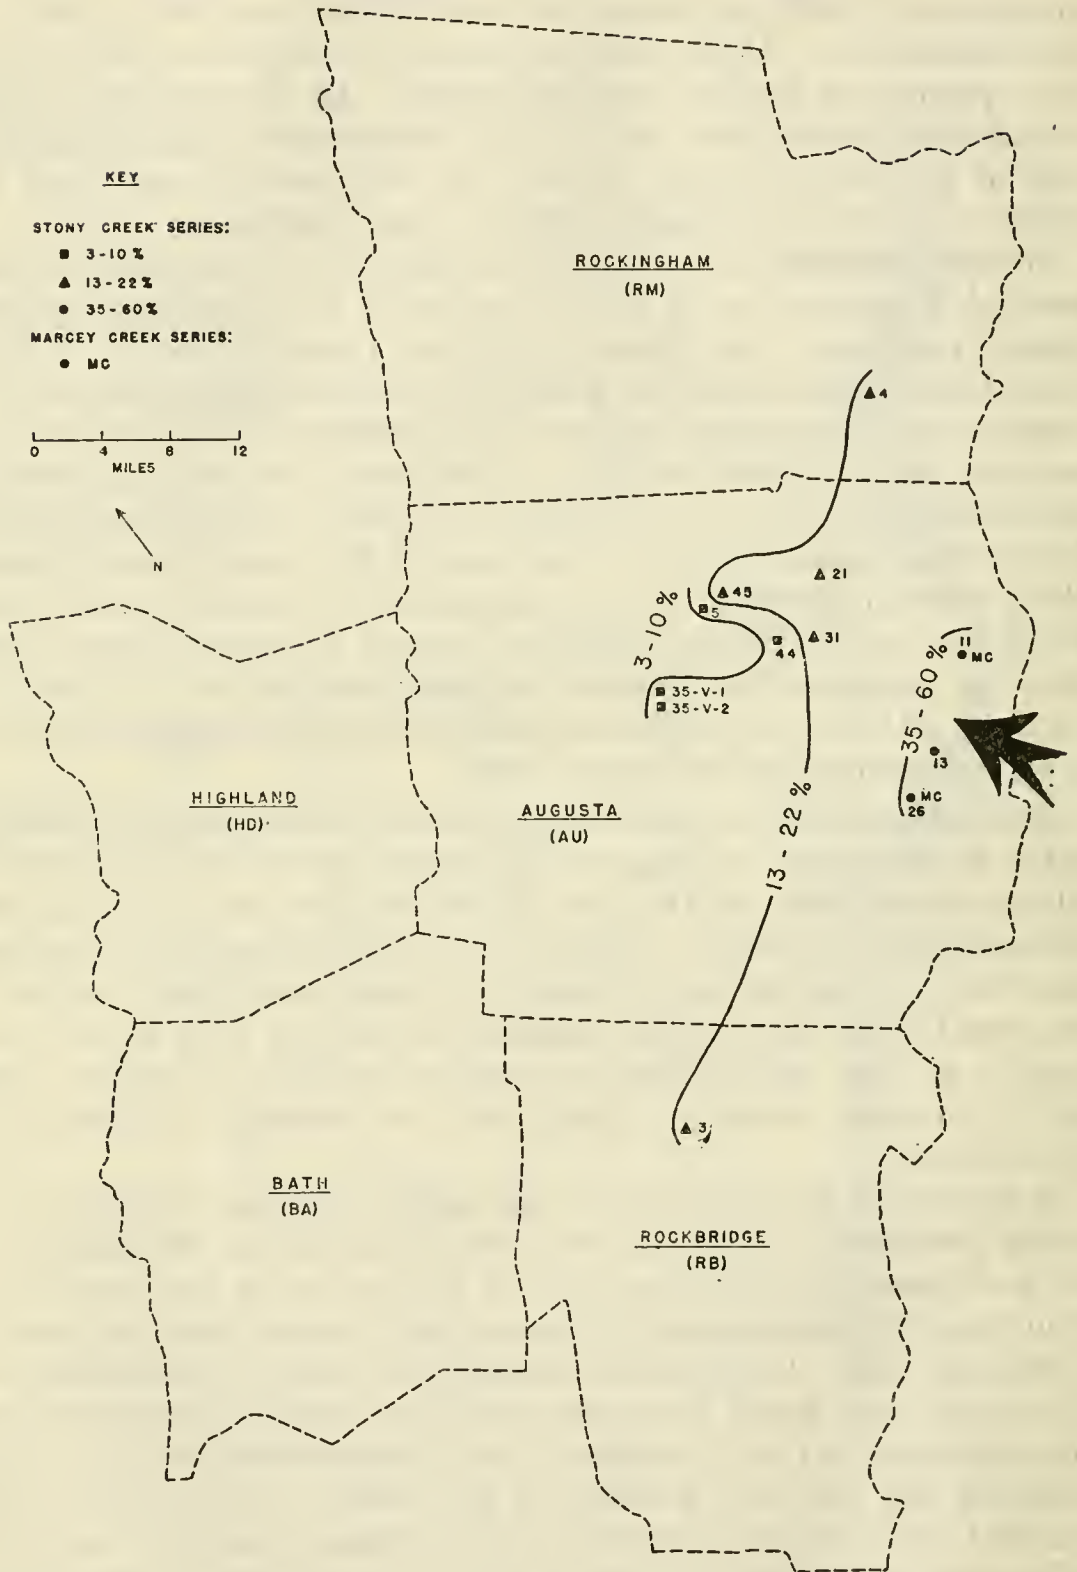 KEY
STONY CREEK SERIES:
3-10%
13-22%
35-60%
MARCEY CREEK SERIES:
MC
0 4 8 12
MILES
N
ROCKINGHAM
(RM)
4
21
45
5
3-10%
44
31
35-V-1
35-V-2
11
MC
35-60%
13
MC
26
HIGHLAND
(HD)
AUGUSTA
(AU)
13-22%
3
BATH
(BA)
ROCKBRIDGE
(RB)